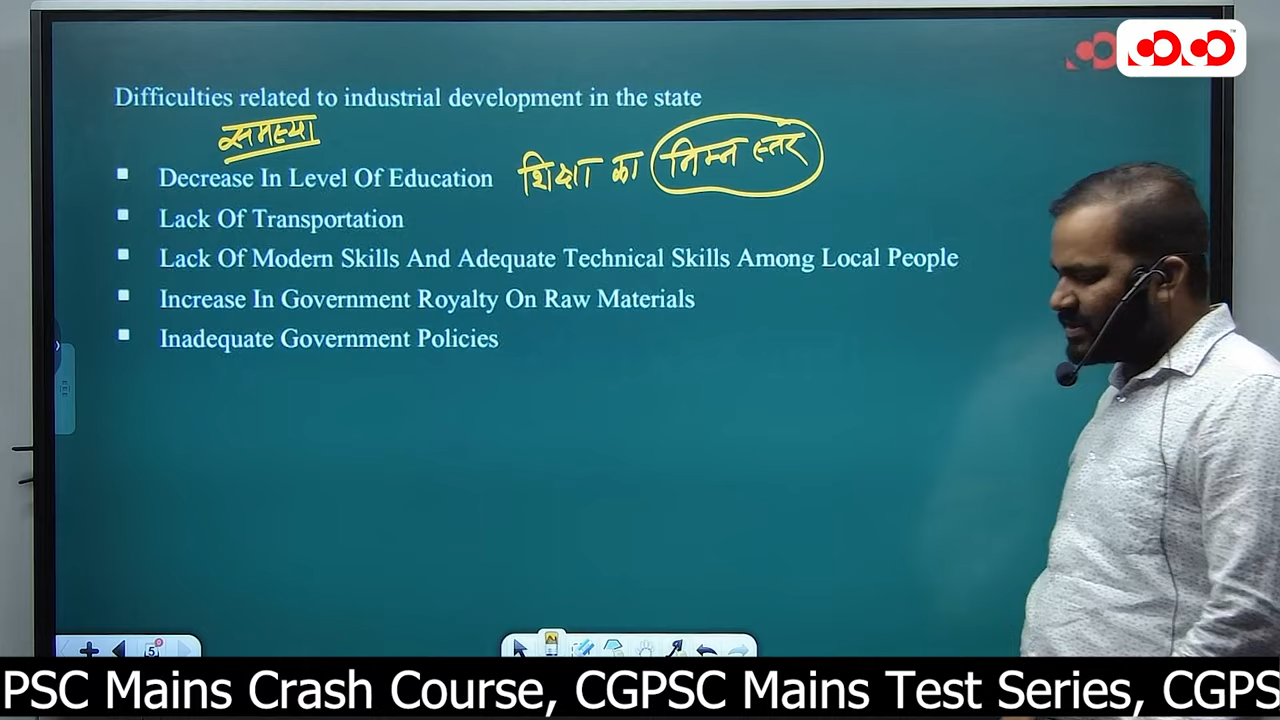 Difficulties related to industrial development in the state
समस्या
Decrease In Level Of Education शिक्षा का निम्न स्तर
Lack Of Transportation
Lack Of Modern Skills And Adequate Technical Skills Among Local People
Increase In Government Royalty On Raw Materials
Inadequate Government Policies
5
PSC Mains Crash Course, CGPSC Mains Test Series, CGPS